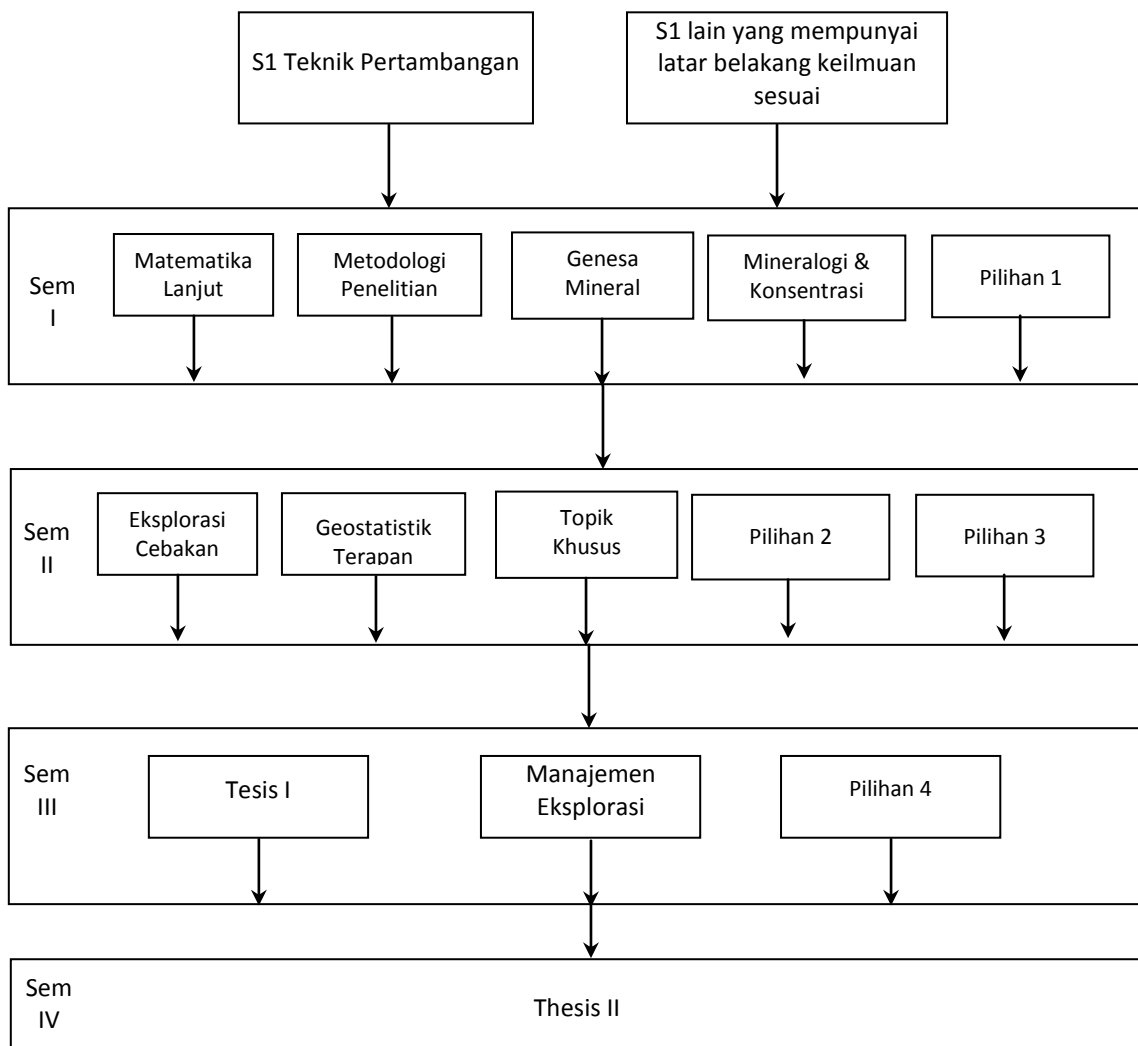 S1 Teknik Pertambangan
S1 lain yang mempunyai
latar belakang keilmuan
sesuai
Sem
I
Matematika
Lanjut
Metodologi
Penelitian
Genesa
Mineral
Mineralogi &
Konsentrasi
Pilihan 1
Sem
II
Eksplorasi
Cebakan
Geostatistik
Terapan
Topik
Khusus
Pilihan 2
Pilihan 3
Sem
III
Tesis I
Manajemen
Eksplorasi
Pilihan 4
Sem
IV
Thesis II